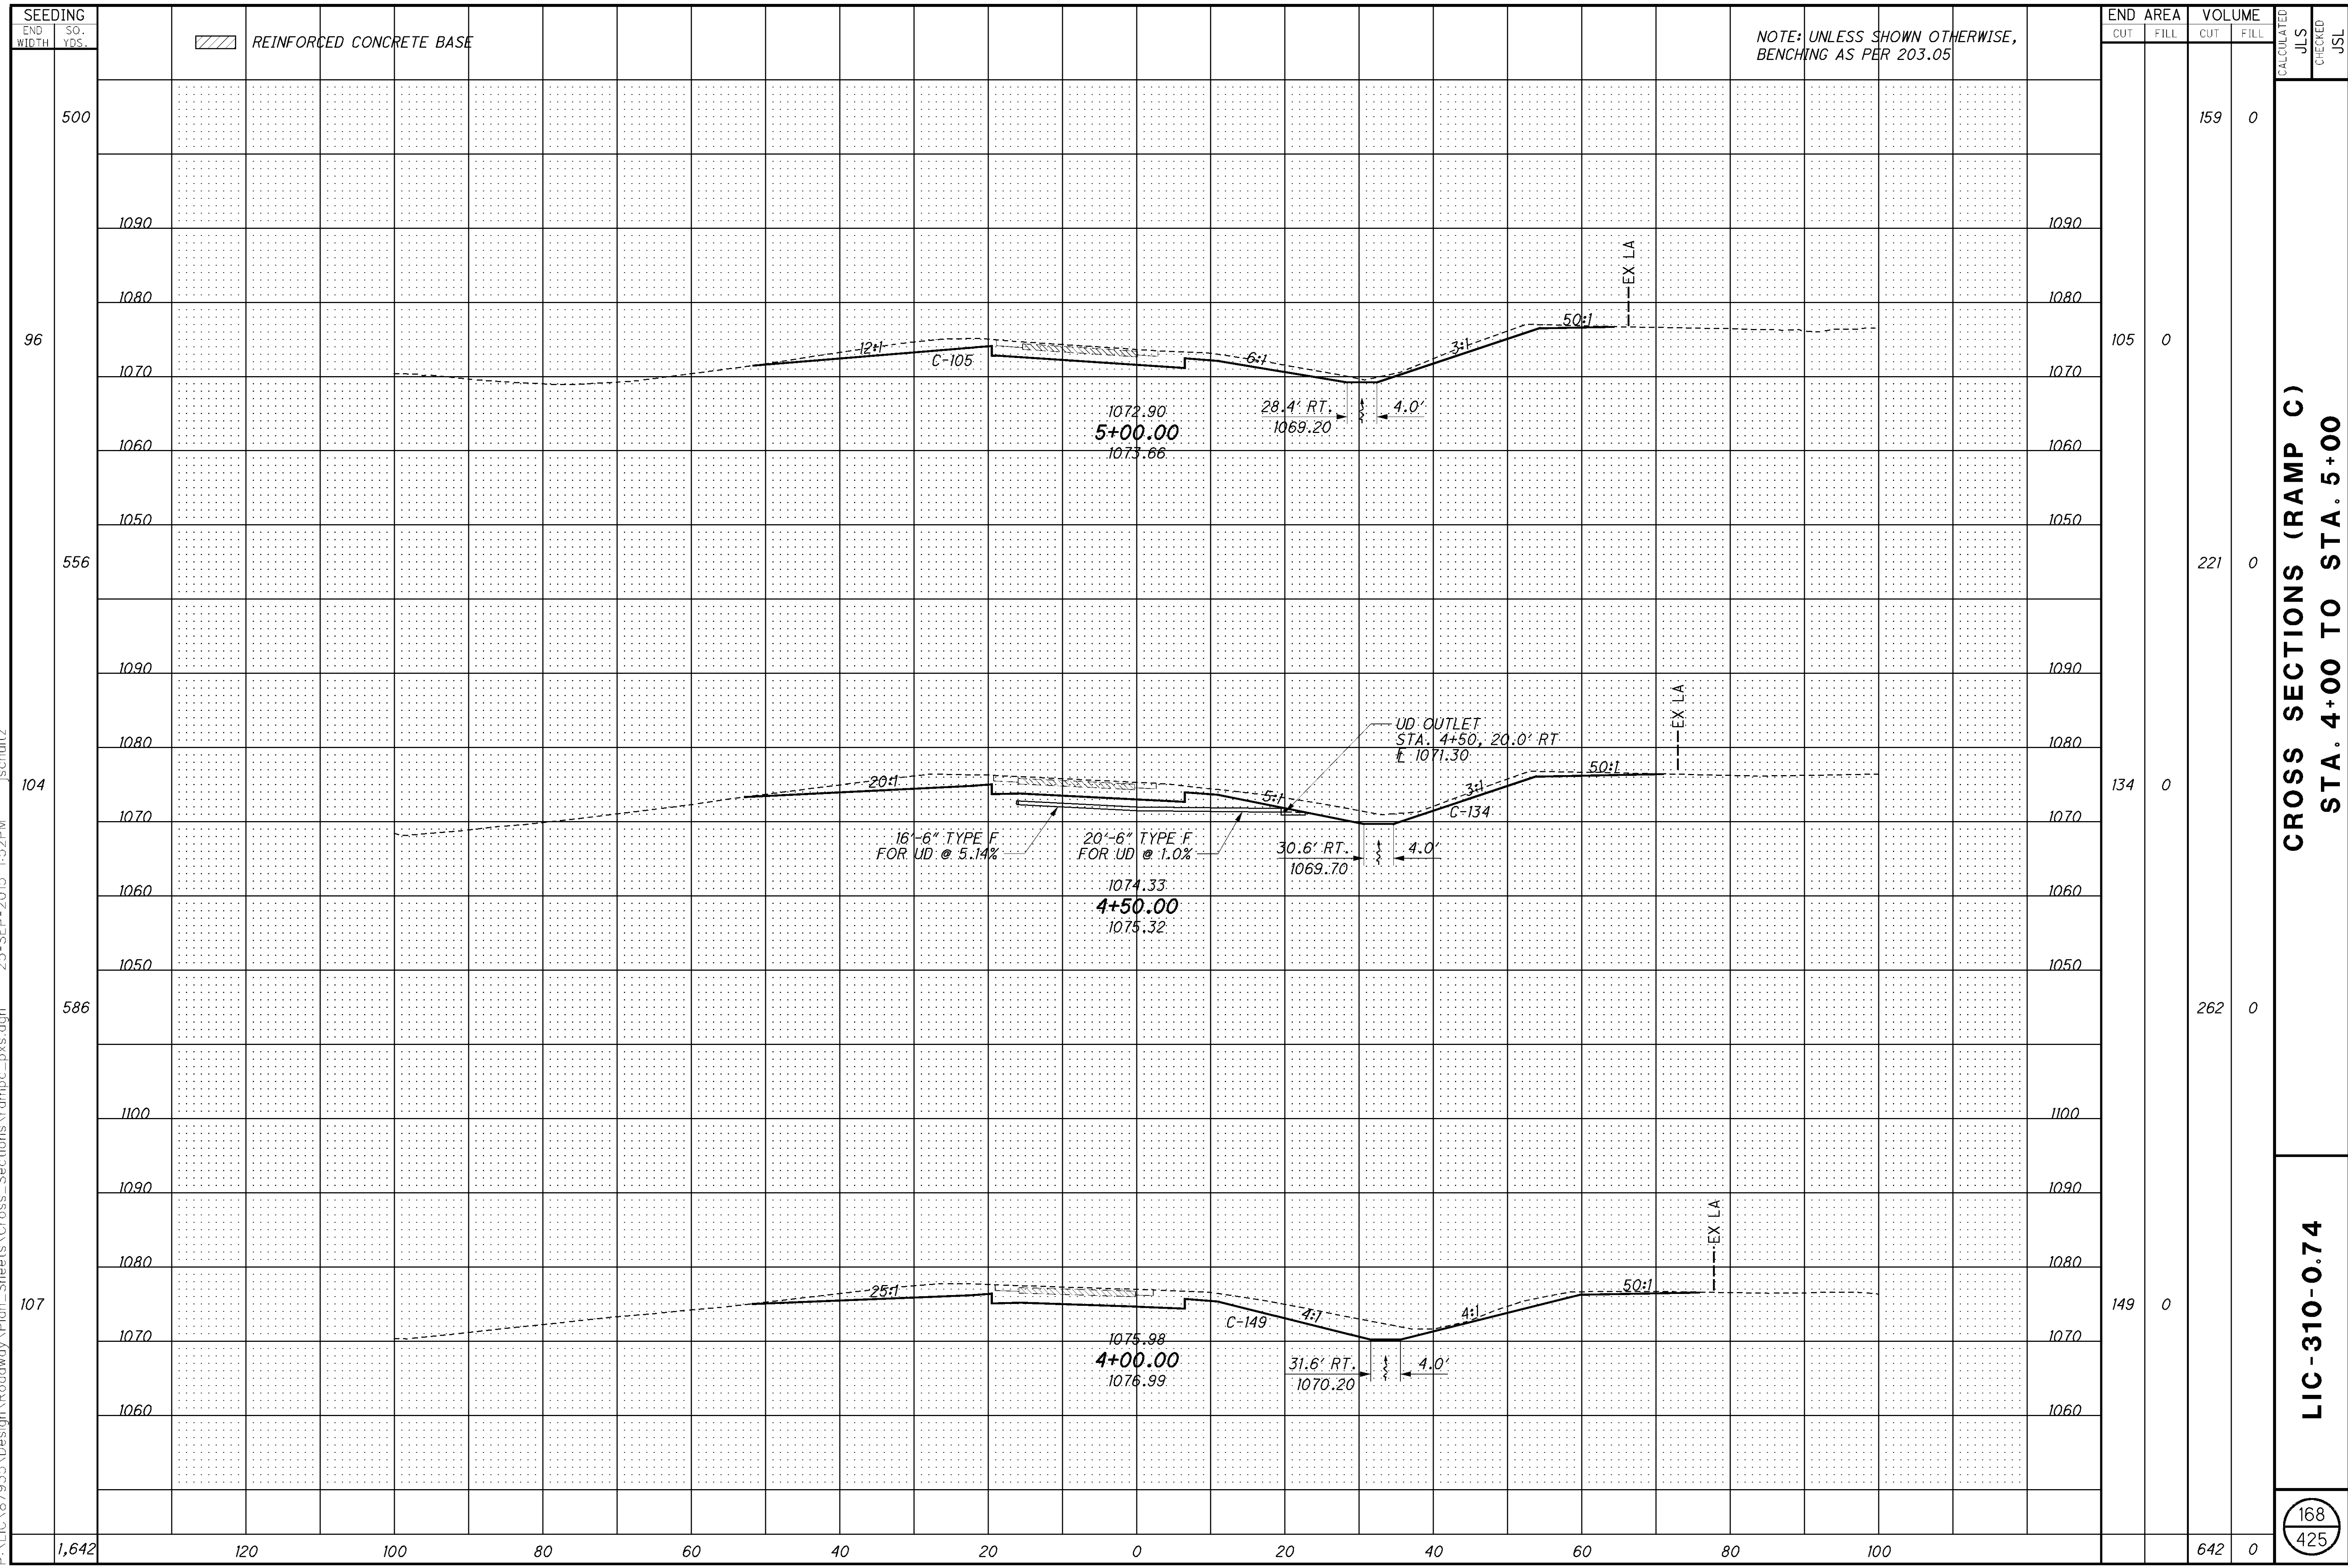 SEEDING
END WIDTH
SQ. YDS.
REINFORCED CONCRETE BASE
NOTE: UNLESS SHOWN OTHERWISE,
BENCHING AS PER 203.05
END AREA
VOLUME
CUT FILL CUT FILL
CALCULATED
JLS
CHECKED
JSL
500
159 0
1090 1090
EX LA
1080 1080
96
12:1
C-105
6:1
3:1
50:1
105 0
1070 1070
1072.90
5+00.00
1073.66
28.4' RT.
1069.20
4.0'
1060 1060
1050 1050
556
221 0
1090 1090
EX LA
UD OUTLET
STA. 4+50, 20.0' RT
1071.30
1080 1080
104
20:1
5:1
3:1
50:1
C-134
134 0
1070 1070
16'-6" TYPE F
FOR UD @ 5.14%
20'-6" TYPE F
FOR UD @ 1.0%
30.6' RT.
1069.70
4.0'
1074.33
4+50.00
1075.32
1060 1060
1050 1050
586
262 0
1100 1100
1090 1090
EX LA
1080 1080
107
25:1
C-149
4:1
4:1
50:1
149 0
1070 1070
1075.98
4+00.00
1076.99
31.6' RT.
1070.20
4.0'
1060 1060
1,642
120 100 80 60 40 20 0 20 40 60 80 100
642 0
CROSS SECTIONS (RAMP C)
STA. 4+00 TO STA. 5+00
LIC-310-0.74
168
425